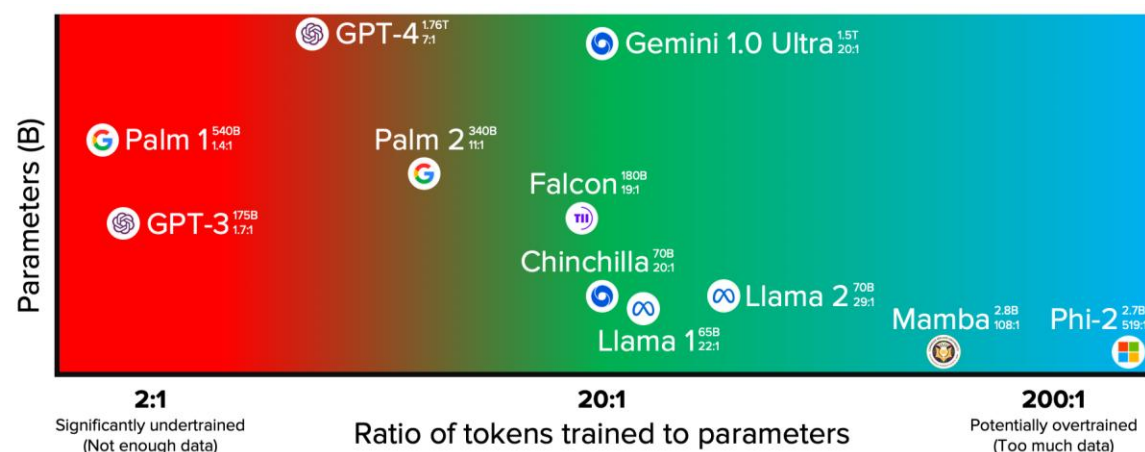 GPT-4 1.76T 7:1
Gemini 1.0 Ultra 1.5T 20:1
Palm 1 540B 1.4:1
Palm 2 340B 11:1
Falcon 180B 19:1
TII
GPT-3 175B 1.7:1
Chinchilla 70B 20:1
Llama 2 70B 29:1
Llama 1 65B 22:1
Mamba 2.8B 108:1
Phi-2 2.7B 519:1
Parameters (B)
2:1
Significantly undertrained
(Not enough data)
20:1
Ratio of tokens trained to parameters
200:1
Potentially overtrained
(Too much data)